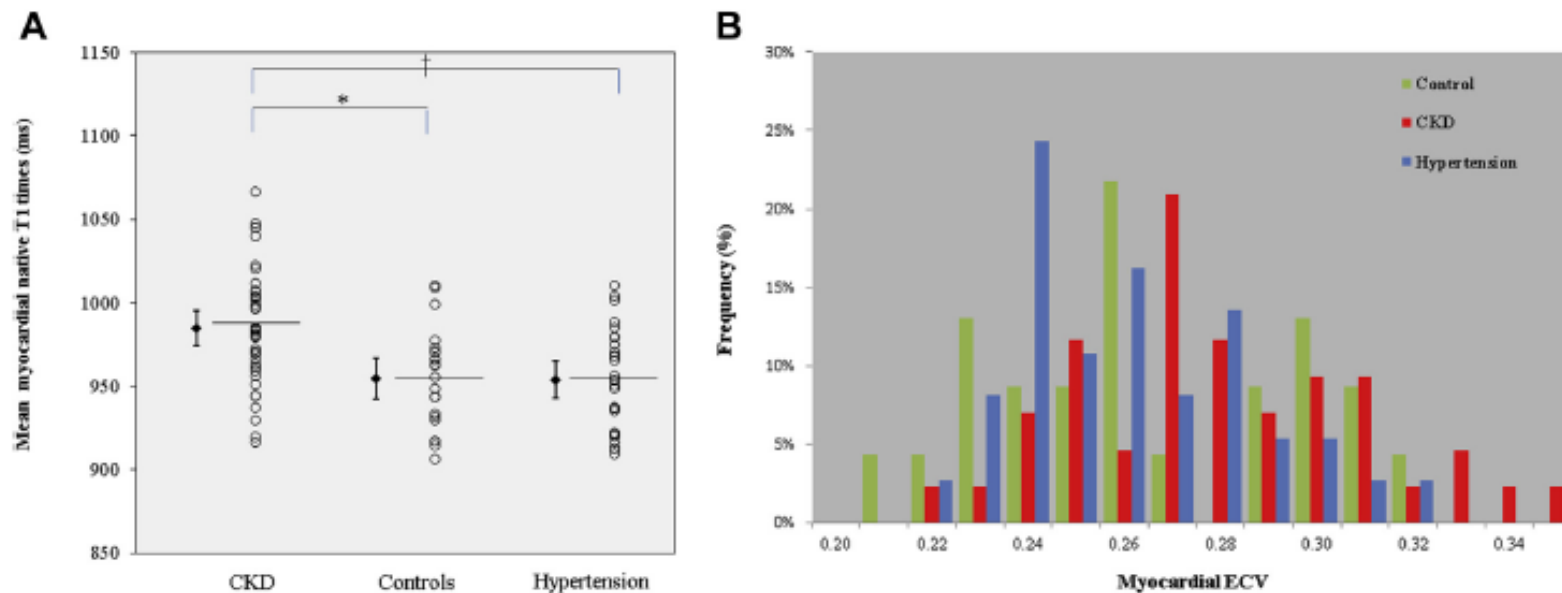 A
Mean myocardial native T1 times (ms)
1150
1100
1050
1000
950
900
850
†
*
CKD
Controls
Hypertension
B
Frequency (%)
30%
25%
20%
15%
10%
5%
0%
Control
CKD
Hypertension
0.20
0.22
0.24
0.26
0.28
0.30
0.32
0.34
Myocardial ECV